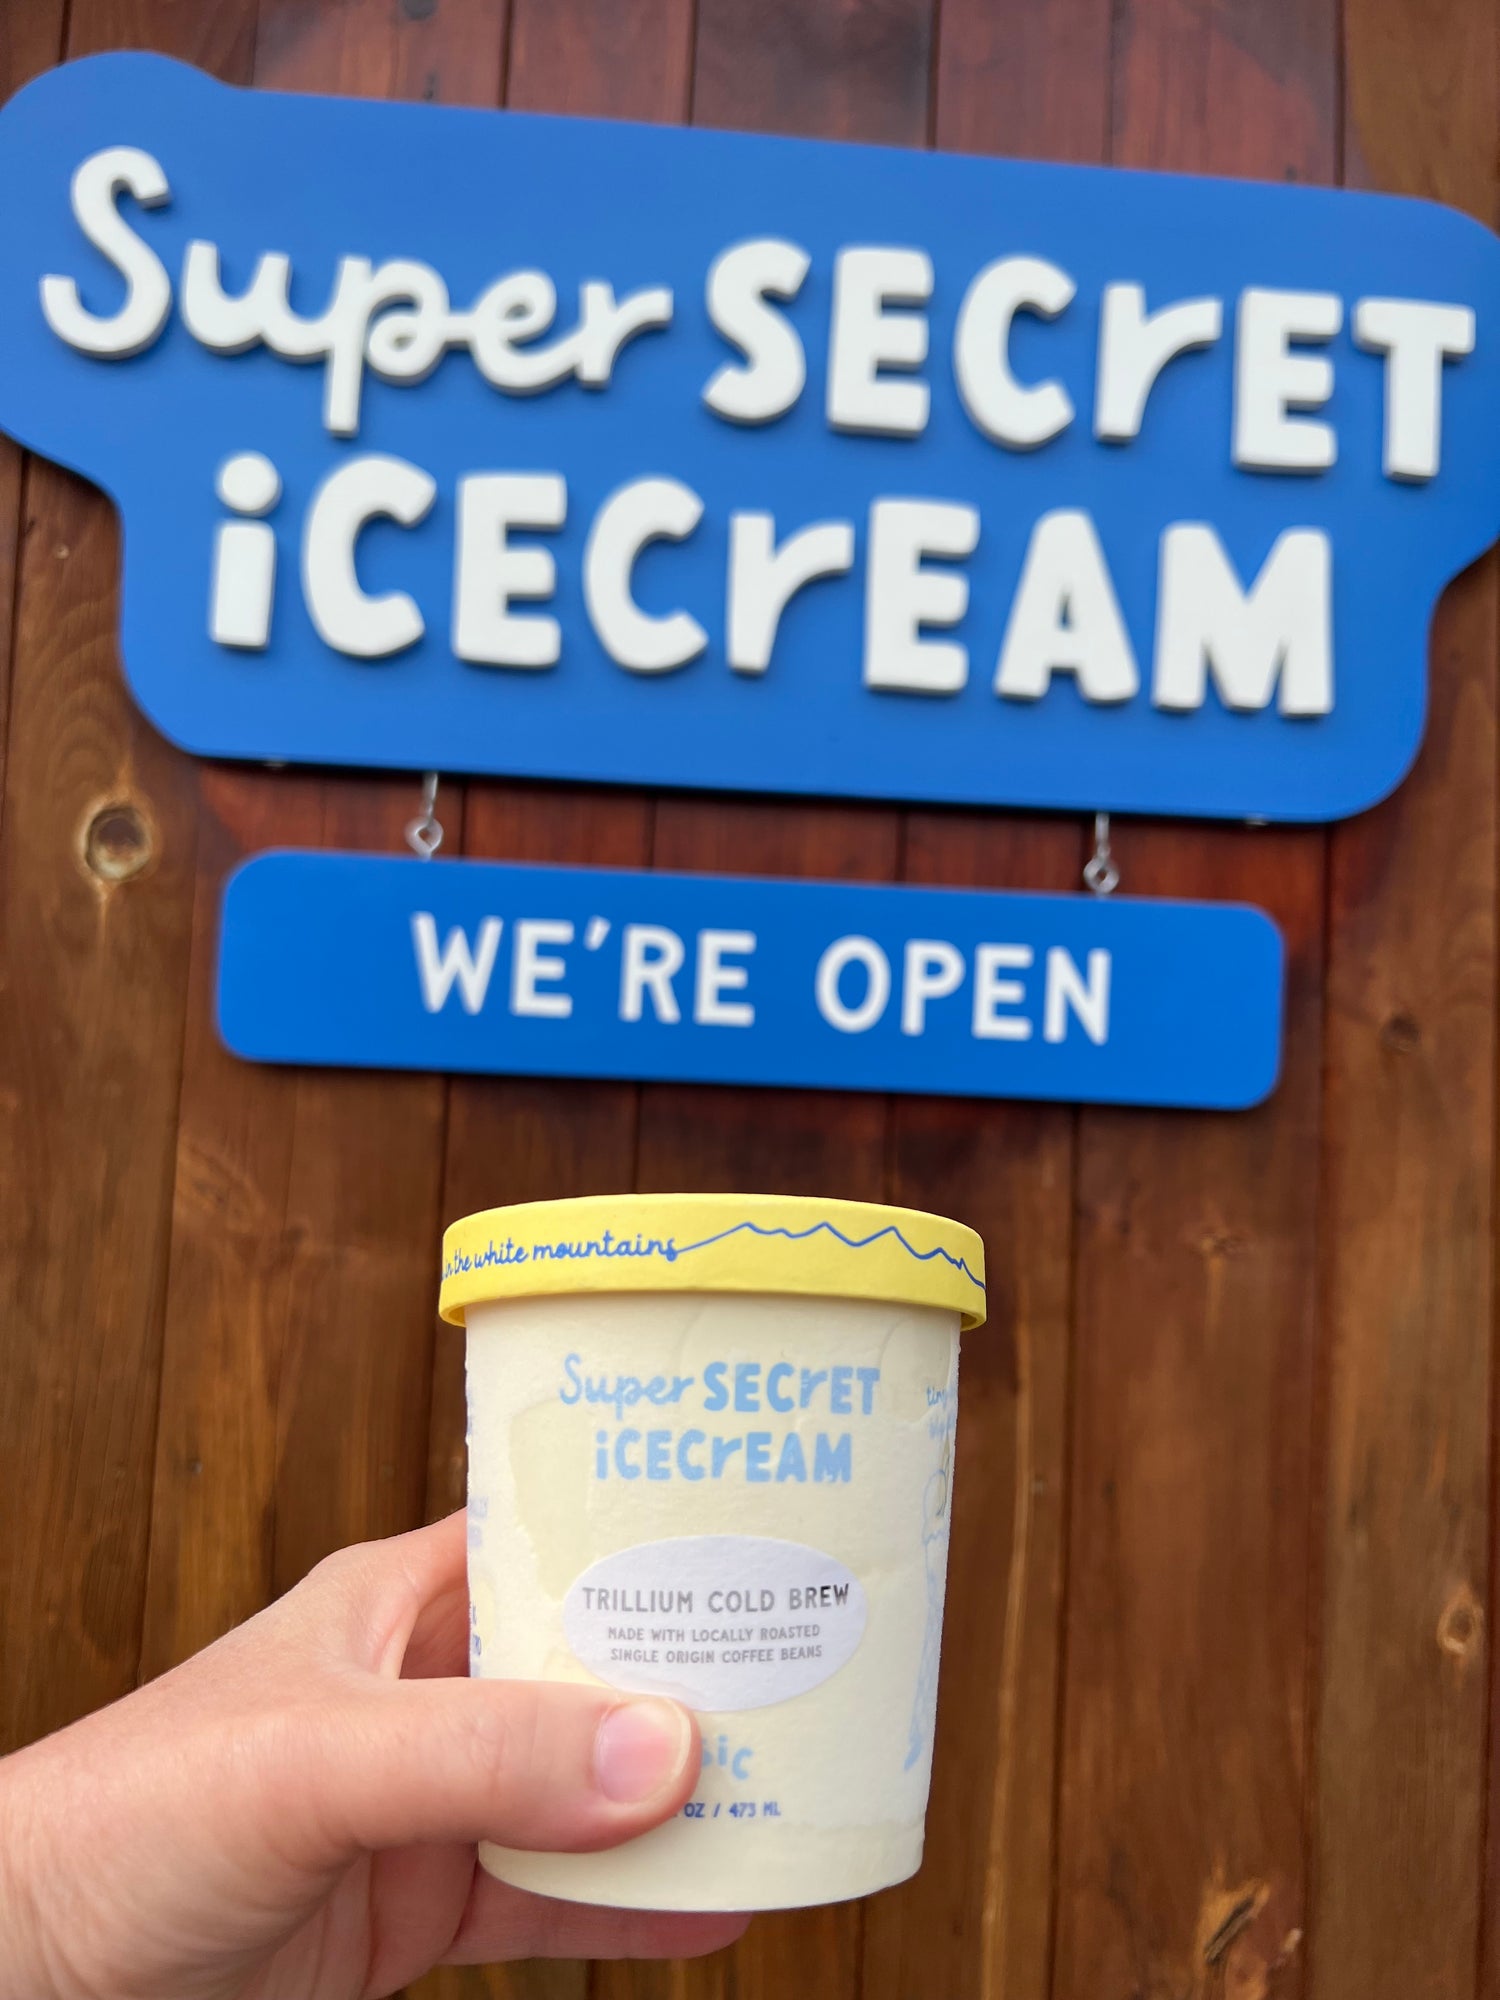 Super SECrET
iCECrEAM
WE'RE OPEN
in the white mountains
Super SECRET
iCECrEAM
TRILLIUM COLD BREW
MADE WITH LOCALLY ROASTED
SINGLE ORIGIN COFFEE BEANS
OZ / 473 ML